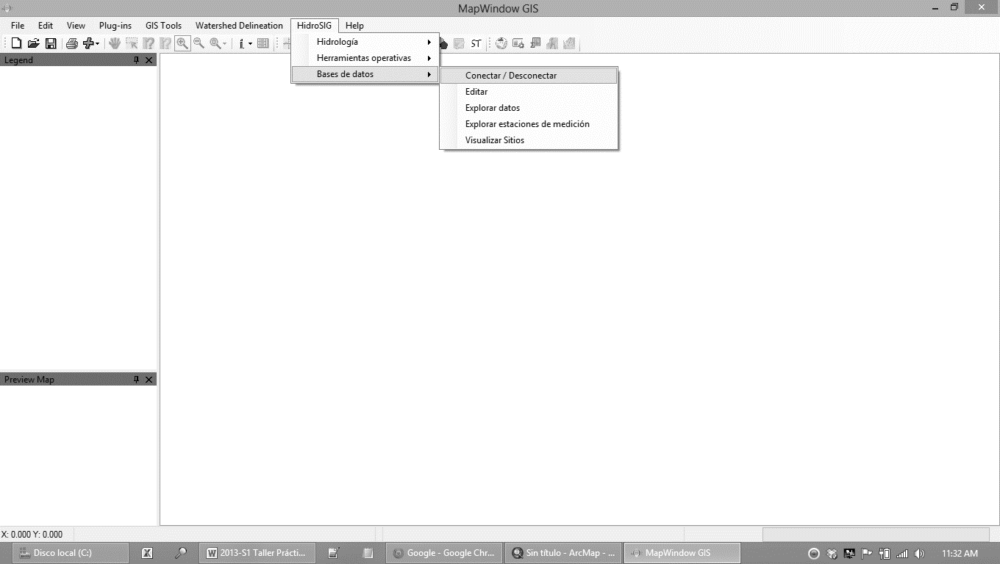 MapWindow GIS
File Edit View Plug-ins GIS Tools Watershed Delineation HidroSIG Help
ST
Legend
Hidrología
Herramientas operativas
Bases de datos
Conectar / Desconectar
Editar
Explorar datos
Explorar estaciones de medición
Visualizar Sitios
Preview Map
X: 0.000 Y: 0.000
Disco local (C:) 2013-S1 Taller Prácti... Google - Google Chr... Sin título - ArcMap - ... MapWindow GIS 11:32 AM